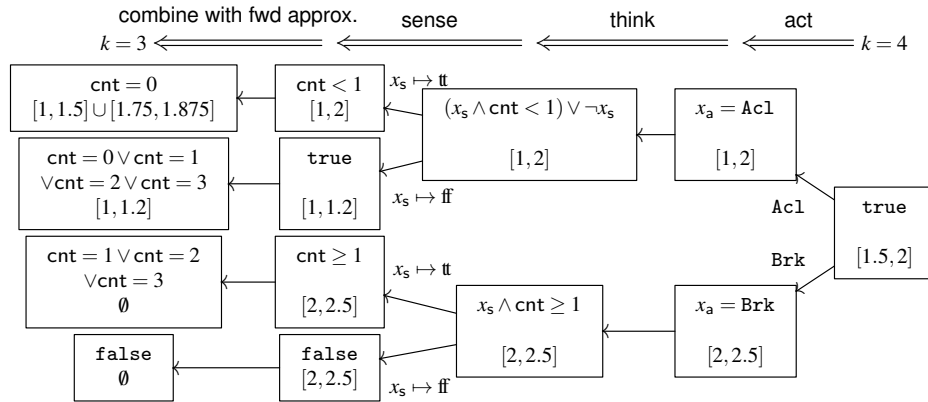 combine with fwd approx. sense think act
k = 3 k = 4
cnt = 0
[1,1.5]∪[1.75,1.875]
cnt < 1
[1,2]
x_s ↦ tt
(x_s ∧ cnt < 1) ∨ ¬x_s
[1,2]
x_a = Acl
[1,2]
cnt = 0 ∨ cnt = 1
∨cnt = 2 ∨ cnt = 3
[1,1.2]
true
[1,1.2]
x_s ↦ ff
Acl
true
[1.5,2]
Brk
cnt = 1 ∨ cnt = 2
∨cnt = 3
∅
cnt ≥ 1
[2,2.5]
x_s ↦ tt
x_s ∧ cnt ≥ 1
[2,2.5]
x_a = Brk
[2,2.5]
false
∅
false
[2,2.5]
x_s ↦ ff